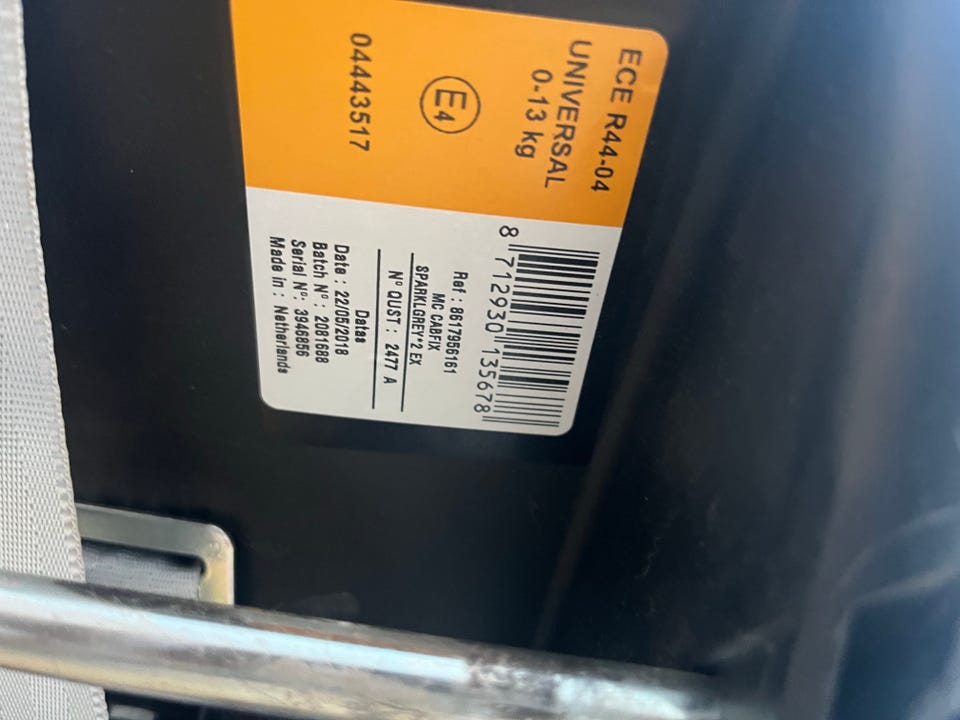 ECE R44-04
UNIVERSAL
0-13 kg
E4
04443517
8 712930 135678
Ref : 8617956161
MC CABFIX
SPARKLGREY*2 EX
N° QUST : 2477 A
Datas
Date : 22/05/2018
Batch N° : 2081688
Serial N°: 3946856
Made in : Netherlands